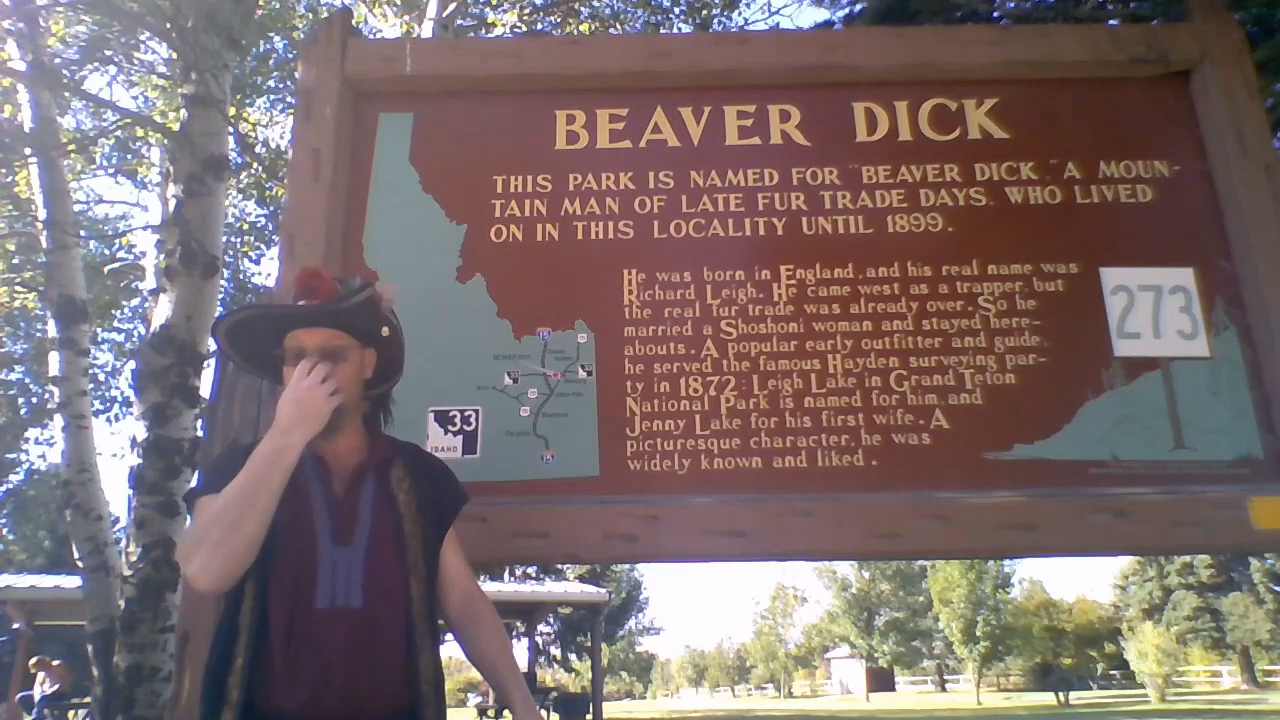 BEAVER DICK
THIS PARK IS NAMED FOR "BEAVER DICK," A MOUN-
TAIN MAN OF LATE FUR TRADE DAYS, WHO LIVED
ON IN THIS LOCALITY UNTIL 1899.
He was born in England, and his real name was
Richard Leigh. He came west as a trapper, but
the real fur trade was already over. So he
married a Shoshoni woman and stayed here-
abouts. A popular early outfitter and guide,
he served the famous Hayden surveying par-
ty in 1872: Leigh Lake in Grand Teton
National Park is named for him, and
Jenny Lake for his first wife. A
picturesque character, he was
widely known and liked.
273
33
IDAHO